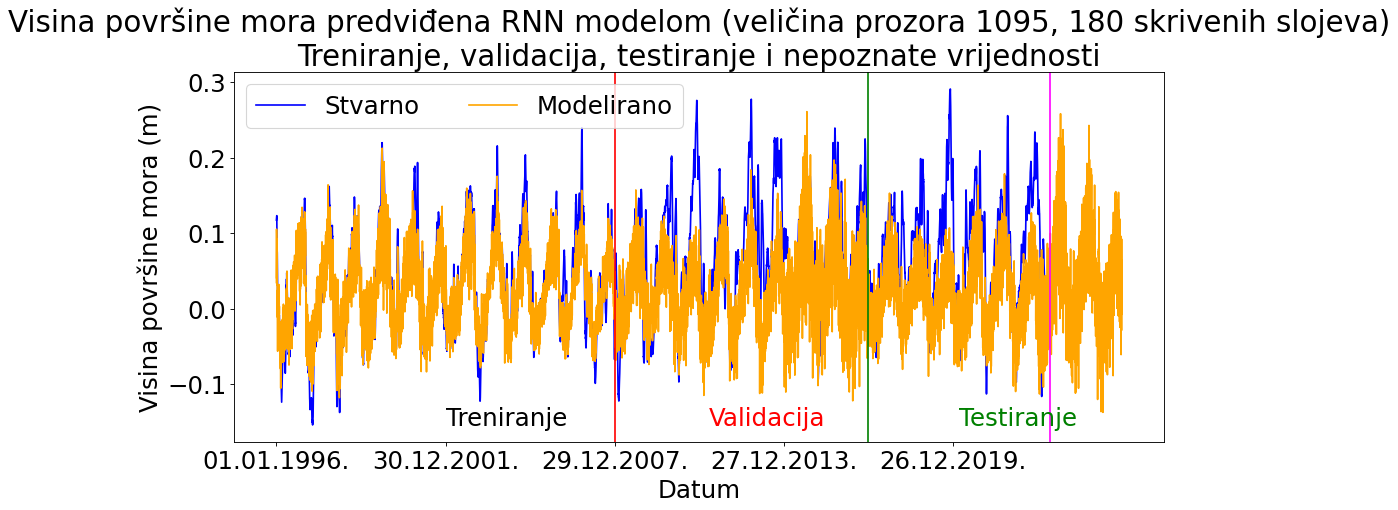 Visina površine mora predviđena RNN modelom (veličina prozora 1095, 180 skrivenih slojeva)
Treniranje, validacija, testiranje i nepoznate vrijednosti
Stvarno
Modelirano
Visina površine mora (m)
0.3
0.2
0.1
0.0
−0.1
Treniranje
Validacija
Testiranje
01.01.1996.
30.12.2001.
29.12.2007.
27.12.2013.
26.12.2019.
Datum